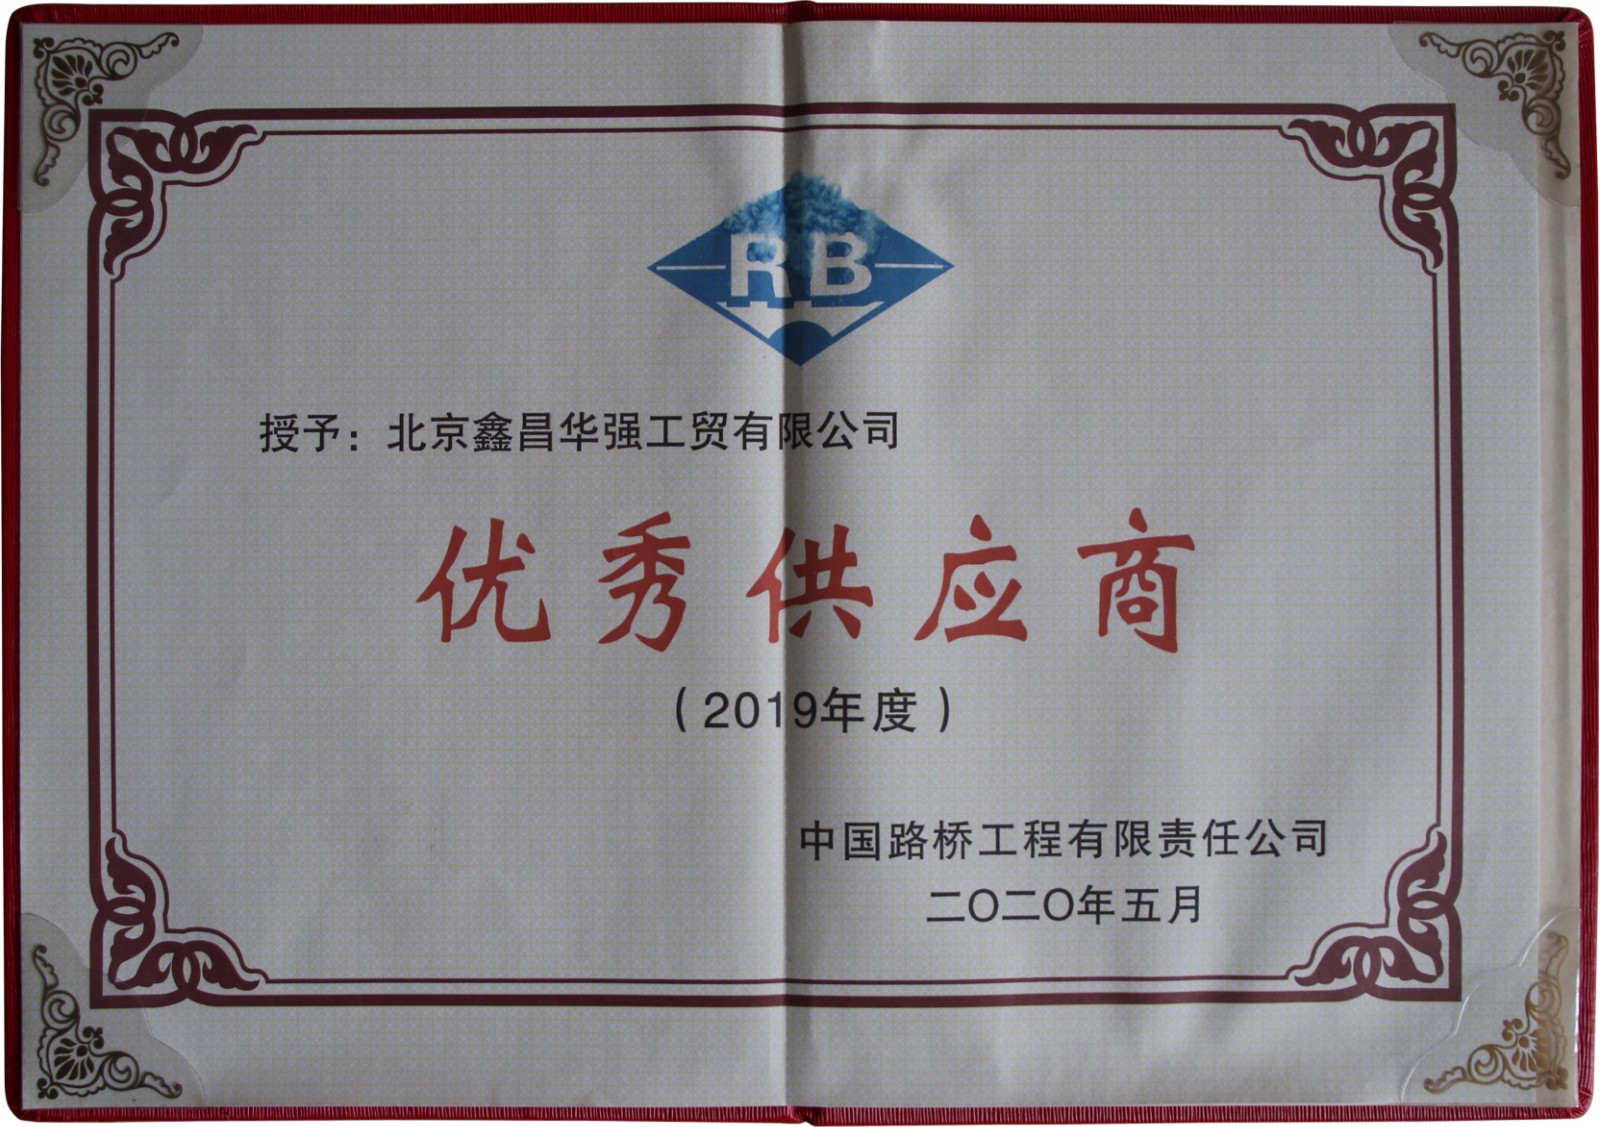 RB
授予：北京鑫昌华强工贸有限公司
优秀供应商
（2019年度）
中国路桥工程有限责任公司
二〇二〇年五月